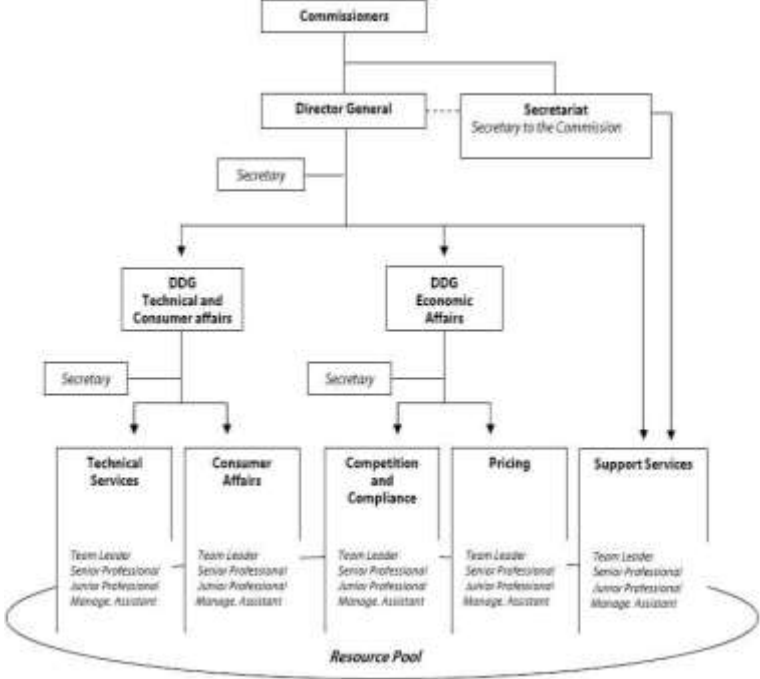 Commissioners
Director General
Secretariat
Secretary to the Commission
Secretary
DDG
Technical and
Consumer affairs
DDG
Economic
Affairs
Secretary
Secretary
Technical
Services
Consumer
Affairs
Competition
and
Compliance
Pricing
Support Services
Team Leader
Senior Professional
Junior Professional
Manage. Assistant
Team Leader
Senior Professional
Junior Professional
Manage. Assistant
Team Leader
Senior Professional
Junior Professional
Manage. Assistant
Team Leader
Senior Professional
Junior Professional
Manage. Assistant
Team Leader
Senior Professional
Junior Professional
Manage. Assistant
Resource Pool